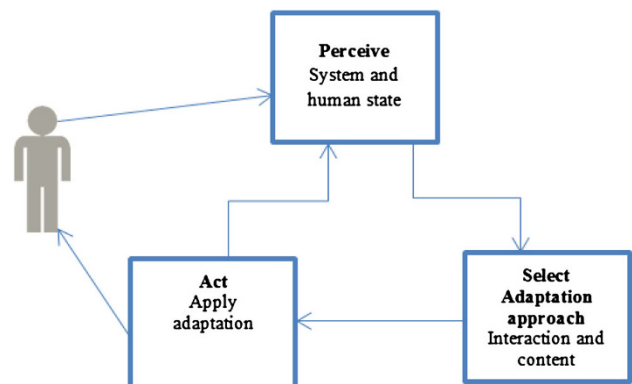 Perceive
System and
human state
Act
Apply
adaptation
Select
Adaptation
approach
Interaction and
content